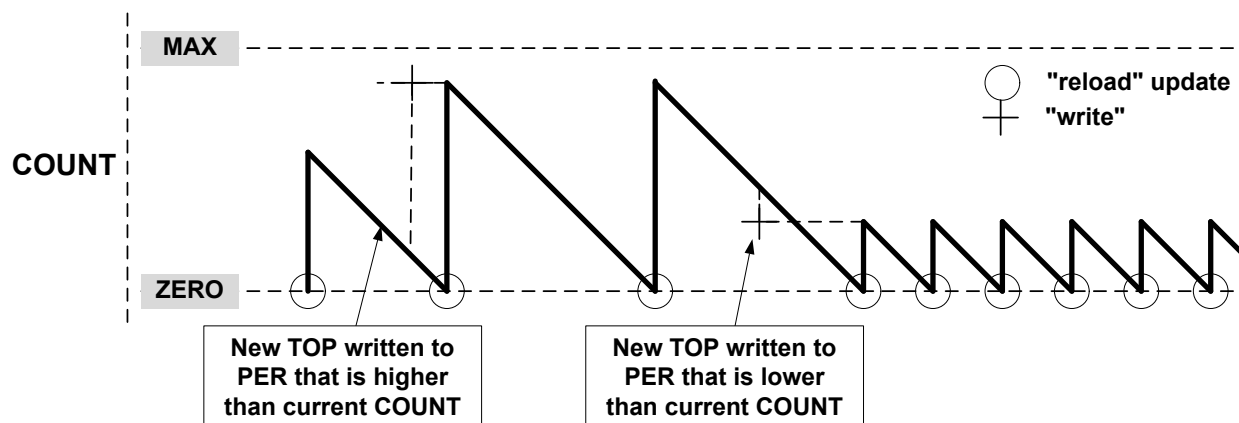 MAX
"reload" update
"write"
COUNT
ZERO
New TOP written to
PER that is higher
than current COUNT
New TOP written to
PER that is lower
than current COUNT